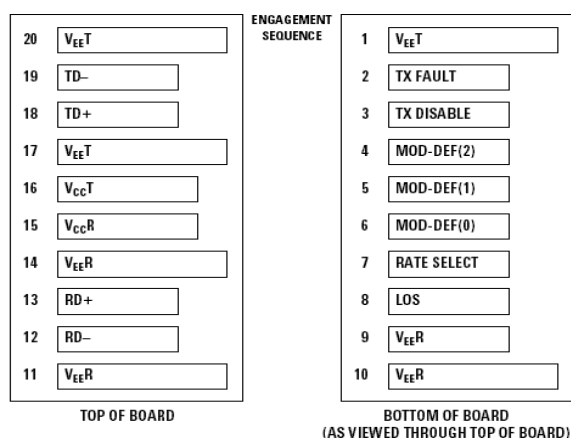 ENGAGEMENT
SEQUENCE
20 VEET
19 TD–
18 TD+
17 VEET
16 VCCT
15 VCCR
14 VEER
13 RD+
12 RD–
11 VEER
TOP OF BOARD
1 VEET
2 TX FAULT
3 TX DISABLE
4 MOD-DEF(2)
5 MOD-DEF(1)
6 MOD-DEF(0)
7 RATE SELECT
8 LOS
9 VEER
10 VEER
BOTTOM OF BOARD
(AS VIEWED THROUGH TOP OF BOARD)